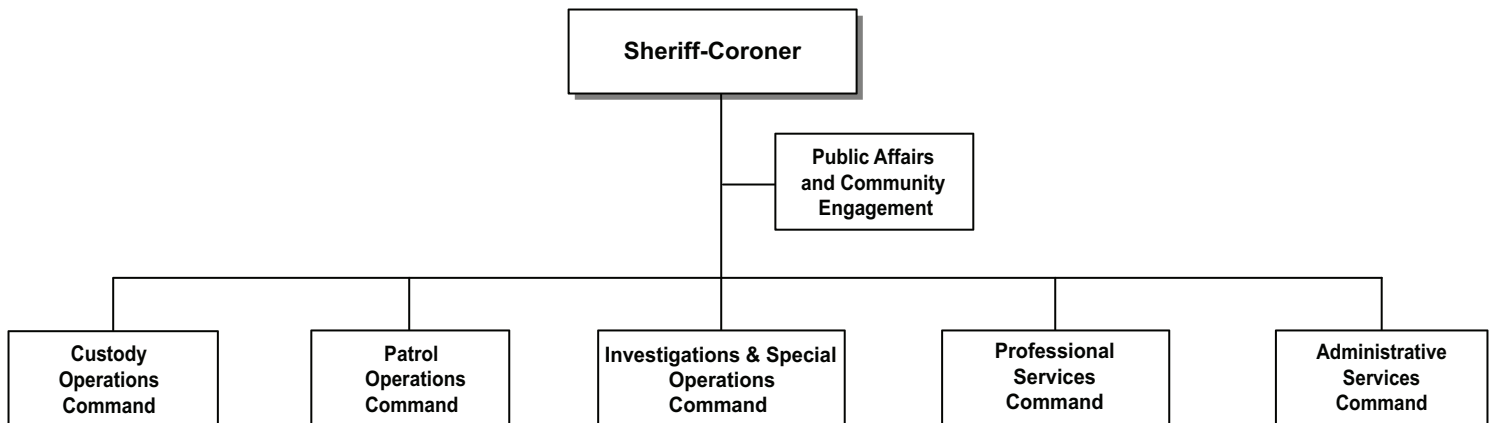 Sheriff-Coroner
Public Affairs
and Community
Engagement
Custody
Operations
Command
Patrol
Operations
Command
Investigations & Special
Operations
Command
Professional
Services
Command
Administrative
Services
Command